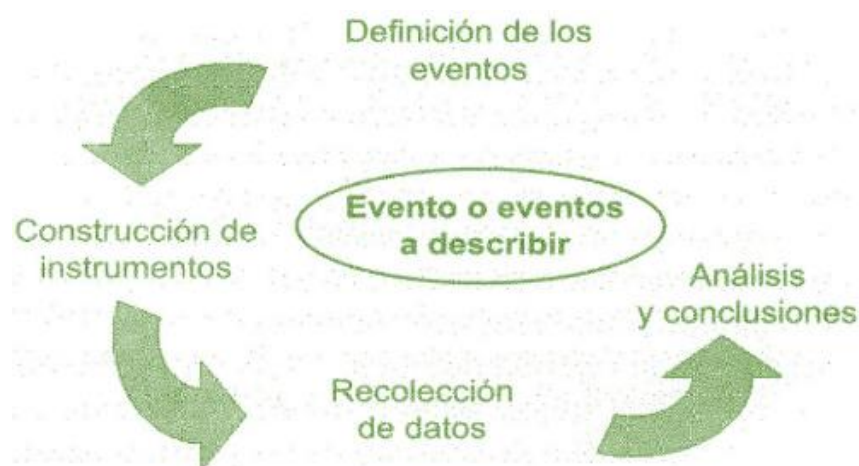 Definición de los
eventos
Construcción de
instrumentos
Evento o eventos
a describir
Análisis
y conclusiones
Recolección
de datos